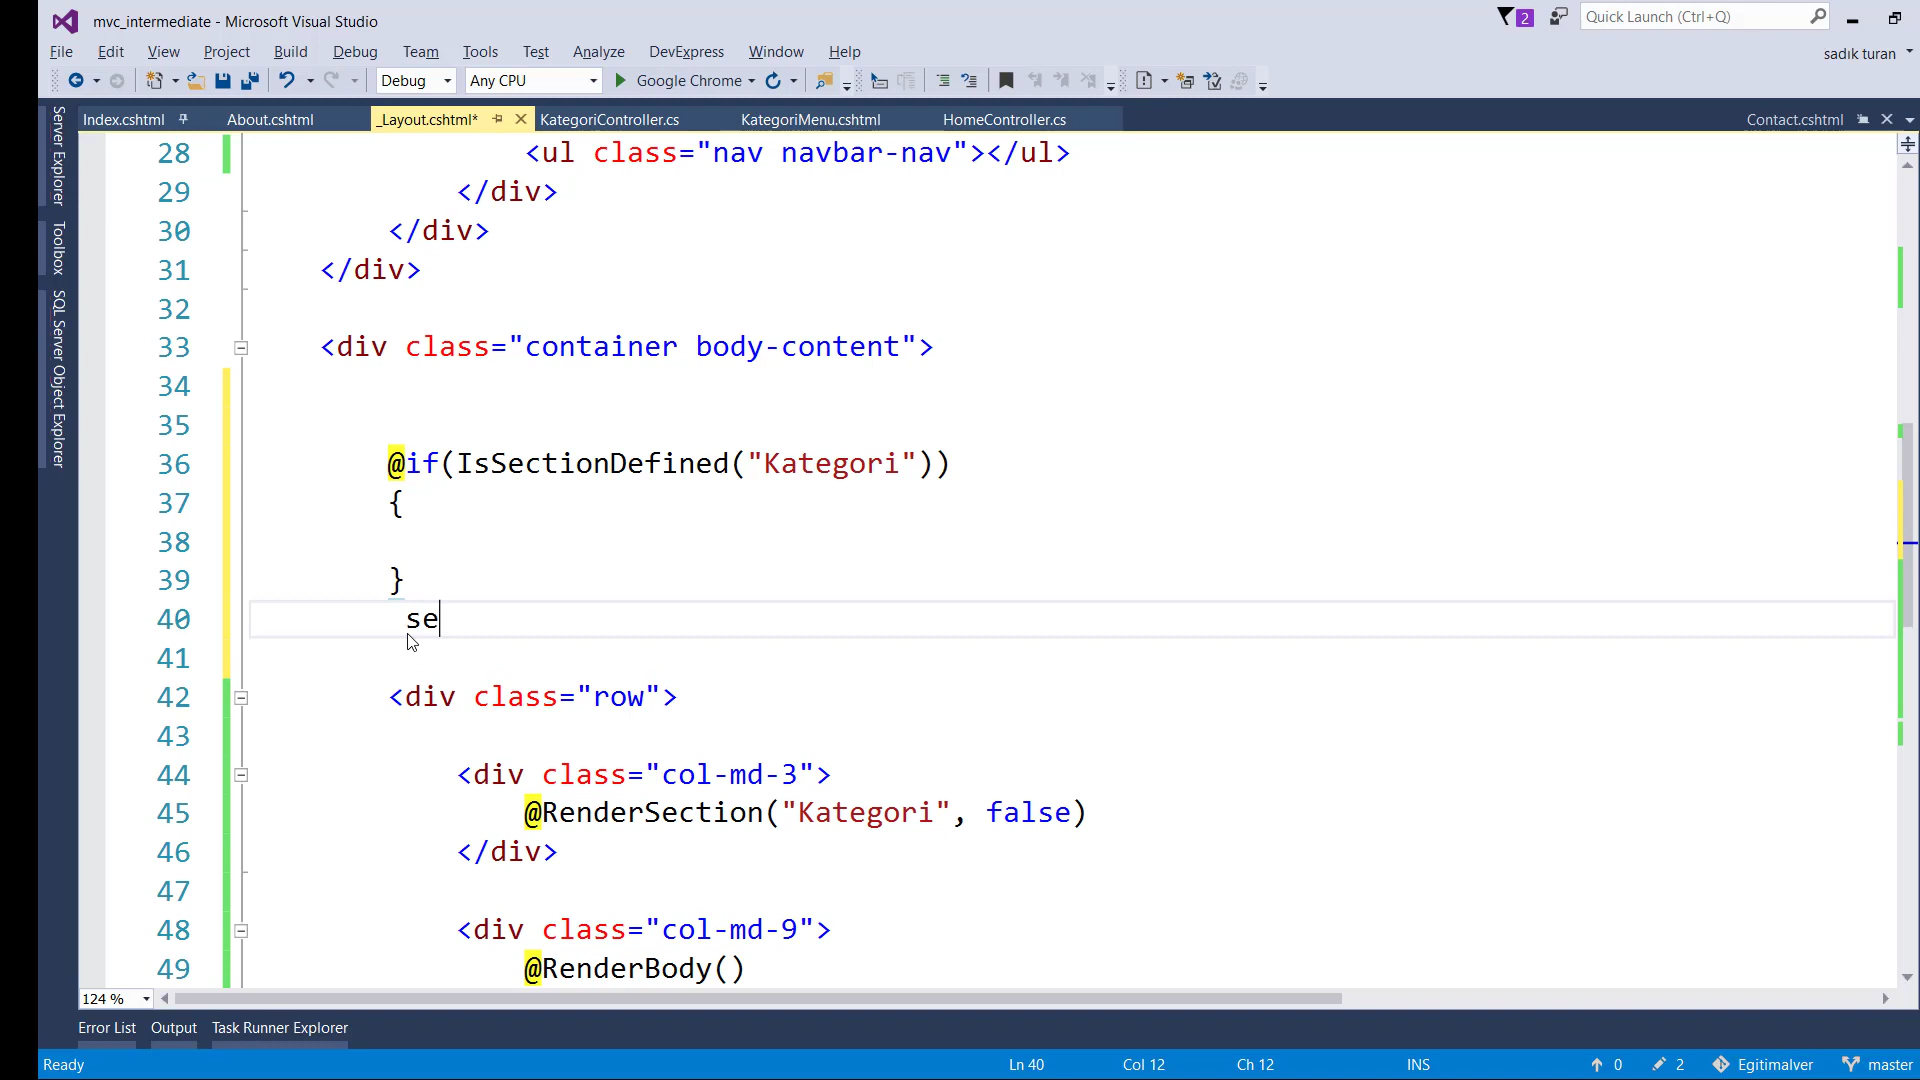 mvc_intermediate - Microsoft Visual Studio
2
Quick Launch (Ctrl+Q)
File Edit View Project Build Debug Team Tools Test Analyze DevExpress Window Help
sadık turan
Debug Any CPU Google Chrome
Index.cshtml About.cshtml _Layout.cshtml* KategoriController.cs KategoriMenu.cshtml HomeController.cs Contact.cshtml
Server Explorer
Toolbox
SQL Server Object Explorer
28 <ul class="nav navbar-nav"></ul>
29 </div>
30 </div>
31 </div>
32
33 <div class="container body-content">
34
35
36 @if(IsSectionDefined("Kategori"))
37 {
38
39 }
40 se
41
42 <div class="row">
43
44 <div class="col-md-3">
45 @RenderSection("Kategori", false)
46 </div>
47
48 <div class="col-md-9">
49 @RenderBody()
124 %
Error List Output Task Runner Explorer
Ready Ln 40 Col 12 Ch 12 INS 0 2 Egitimalver master